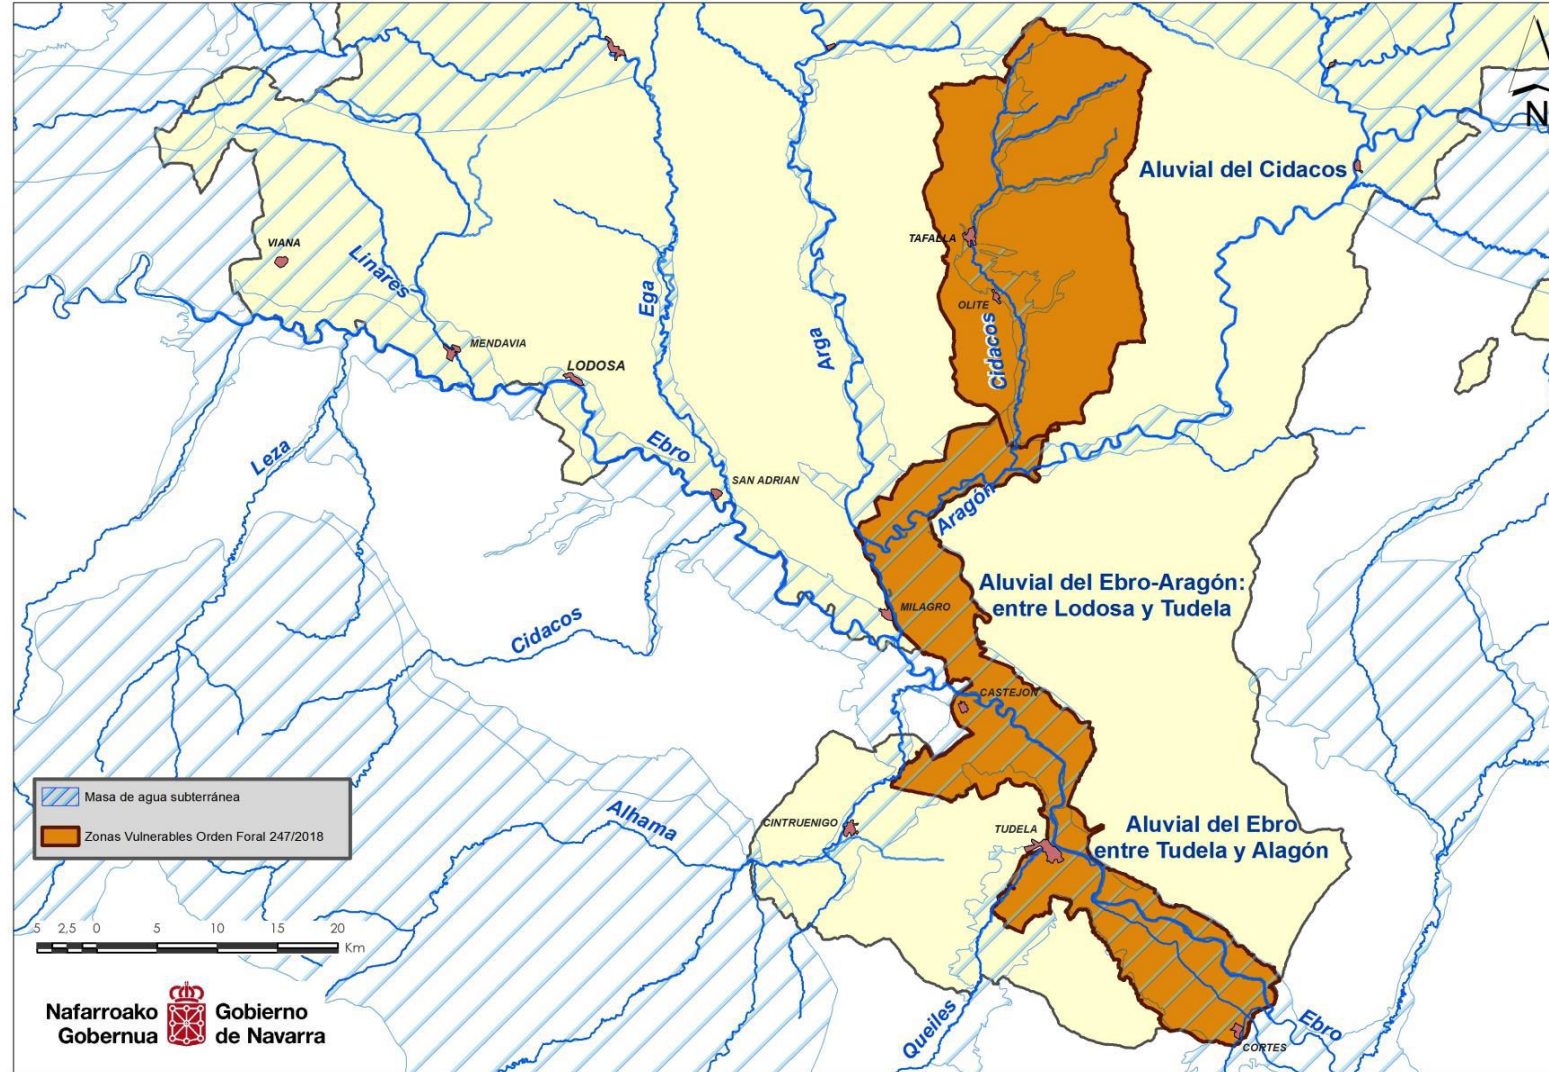 N
Aluvial del Cidacos
TAFALLA
VIANA
Linares
Ega
OLITE
Cidacos
Arga
MENDAVIA
LODOSA
Ebro
Leza
SAN ADRIAN
Aragón
Aluvial del Ebro-Aragón:
entre Lodosa y Tudela
MILAGRO
Cidacos
CASTEJON
Masa de agua subterránea
Zonas Vulnerables Orden Foral 247/2018
Alhama
CINTRUENIGO
TUDELA
Aluvial del Ebro
entre Tudela y Alagón
5 2,5 0 5 10 15 20
Km
Nafarroako
Gobernua
Gobierno
de Navarra
Queiles
Ebro
CORTES